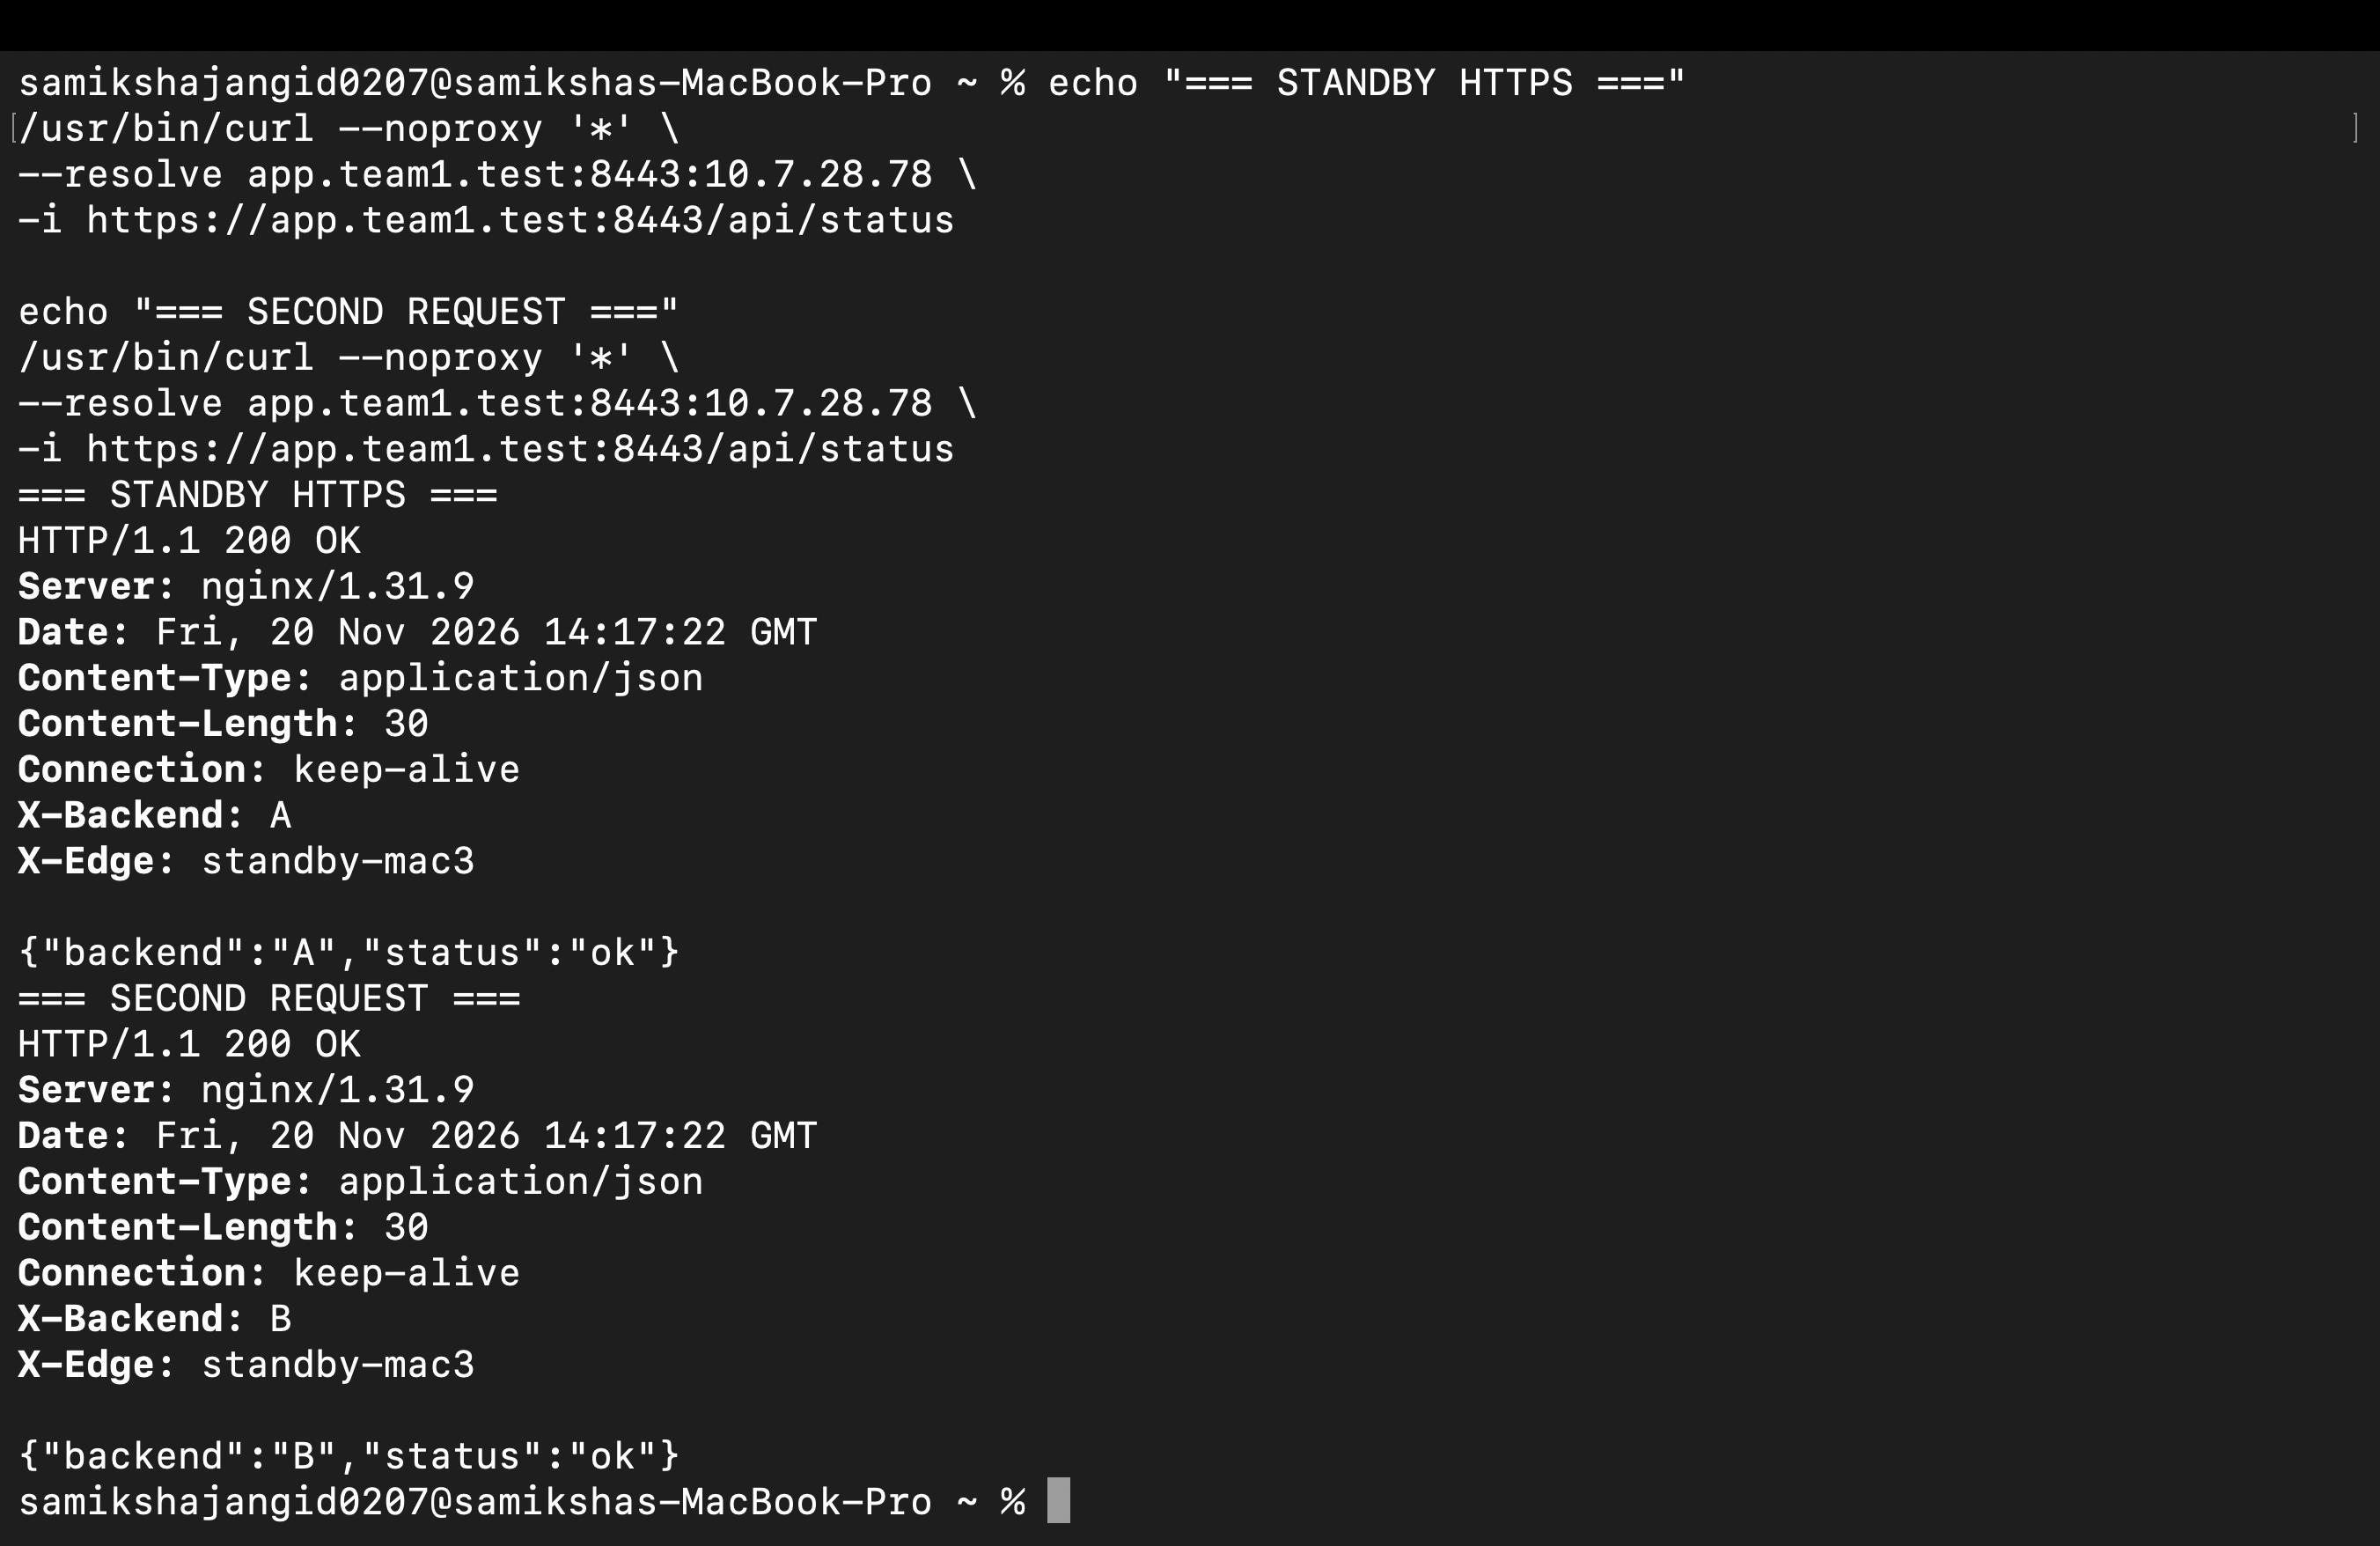 samikshajangid0207@samikshas-MacBook-Pro ~ % echo "=== STANDBY HTTPS ==="
[/usr/bin/curl --noproxy '*' \ ]
--resolve app.team1.test:8443:10.7.28.78 \
-i https://app.team1.test:8443/api/status
echo "=== SECOND REQUEST ==="
/usr/bin/curl --noproxy '*' \
--resolve app.team1.test:8443:10.7.28.78 \
-i https://app.team1.test:8443/api/status
=== STANDBY HTTPS ===
HTTP/1.1 200 OK
Server: nginx/1.31.9
Date: Fri, 20 Nov 2026 14:17:22 GMT
Content-Type: application/json
Content-Length: 30
Connection: keep-alive
X-Backend: A
X-Edge: standby-mac3
{"backend":"A","status":"ok"}
=== SECOND REQUEST ===
HTTP/1.1 200 OK
Server: nginx/1.31.9
Date: Fri, 20 Nov 2026 14:17:22 GMT
Content-Type: application/json
Content-Length: 30
Connection: keep-alive
X-Backend: B
X-Edge: standby-mac3
{"backend":"B","status":"ok"}
samikshajangid0207@samikshas-MacBook-Pro ~ %